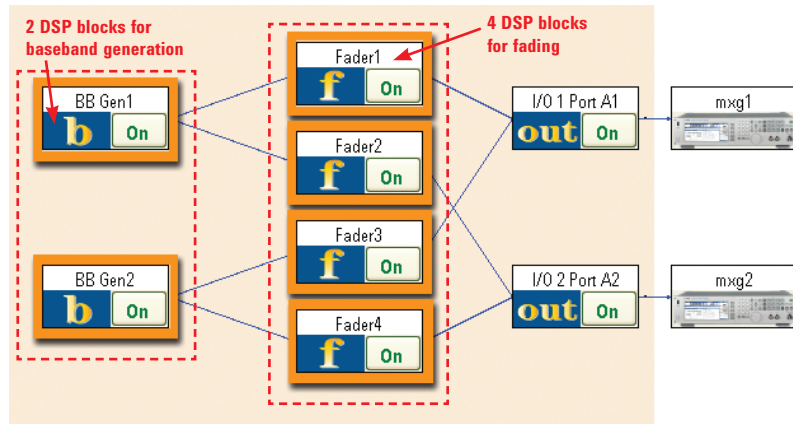 2 DSP blocks for
baseband generation
4 DSP blocks
for fading
BB Gen1
b On
Fader1
f On
Fader2
f On
I/O 1 Port A1
out On
mxg1
BB Gen2
b On
Fader3
f On
Fader4
f On
I/O 2 Port A2
out On
mxg2